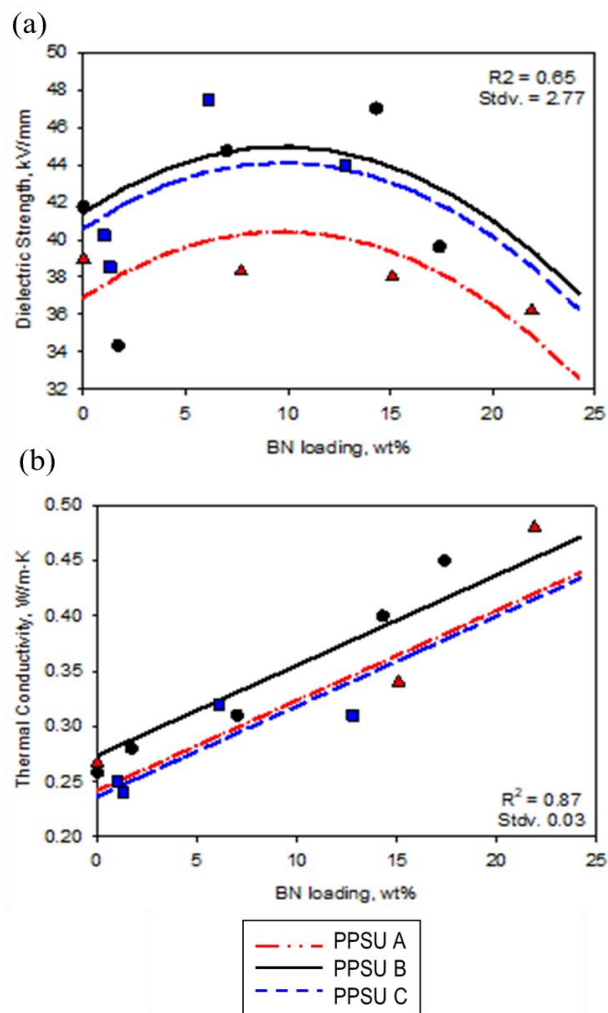 (a)
50
48
46
44
42
40
38
36
34
32
Dielectric Strength, kV/mm
R2 = 0.65
Stdv. = 2.77
0 5 10 15 20 25
BN loading, wt%
(b)
0.50
0.45
0.40
0.35
0.30
0.25
0.20
Thermal Conductivity, W/m-K
R² = 0.87
Stdv. 0.03
0 5 10 15 20 25
BN loading, wt%
PPSU A
PPSU B
PPSU C